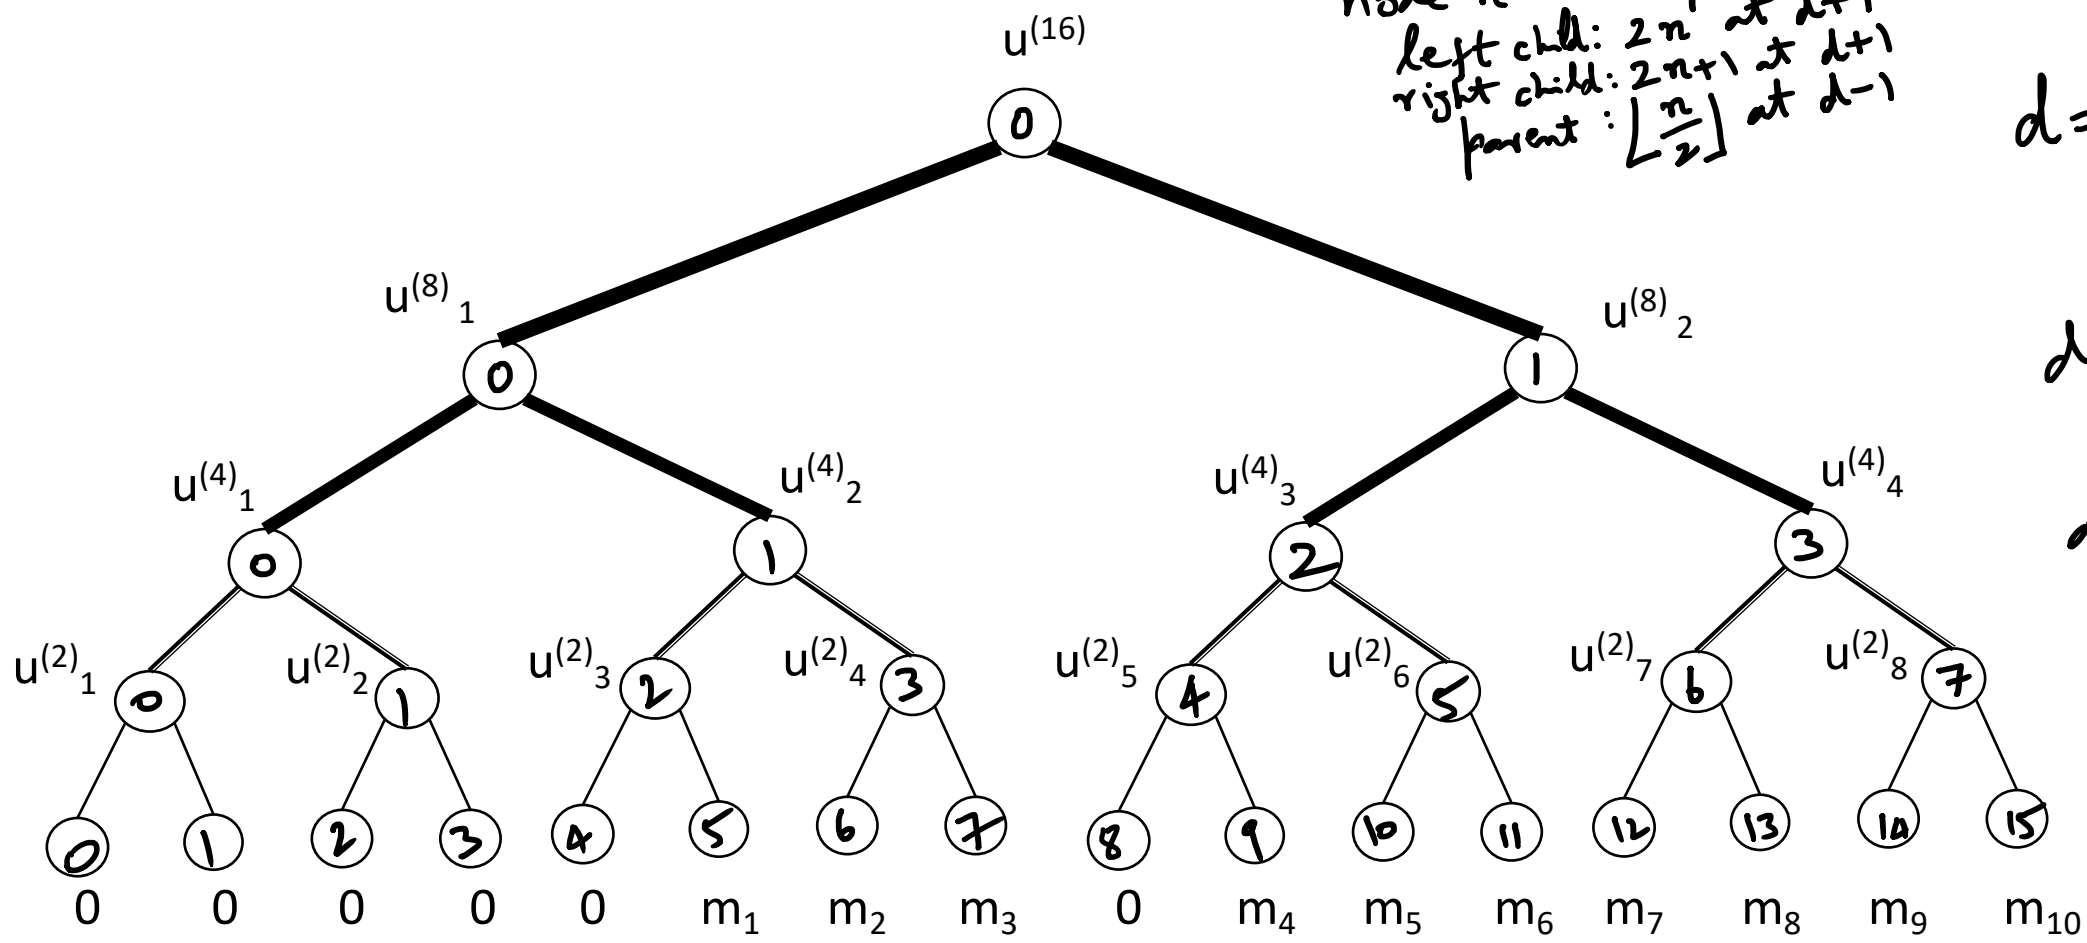 u(16)
left child: 2n at d+1
right child: 2n+1 at d+1
parent: ⌊n/2⌋ at d-1
0
d=
u(8)1
u(8)2
0
1
d
u(4)1
u(4)2
u(4)3
u(4)4
0
1
2
3
u(2)1
u(2)2
u(2)3
u(2)4
u(2)5
u(2)6
u(2)7
u(2)8
0
1
2
3
4
5
6
7
0 1 2 3 4 5 6 7 8 9 10 11 12 13 14 15
0 0 0 0 0 m1 m2 m3 0 m4 m5 m6 m7 m8 m9 m10